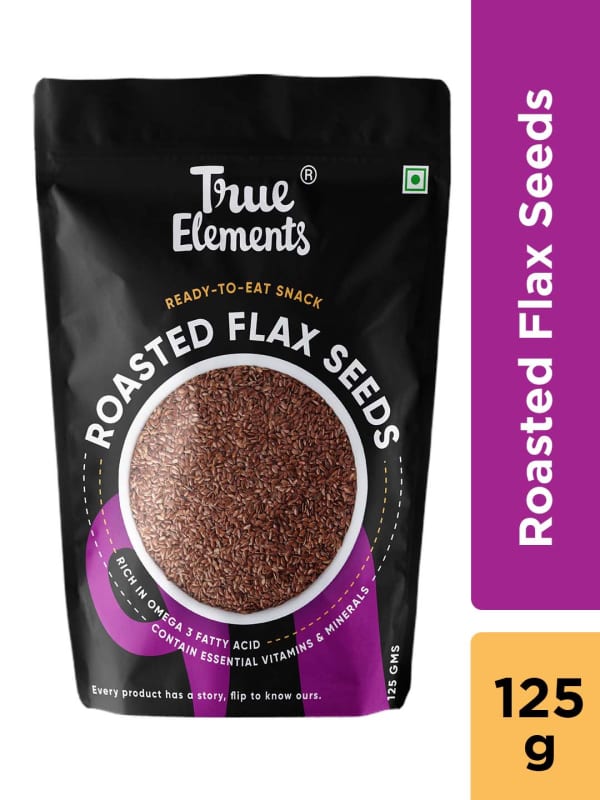 True ®
Elements
READY-TO-EAT SNACK
ROASTED FLAX SEEDS
RICH IN OMEGA 3 FATTY ACID
CONTAIN ESSENTIAL VITAMINS & MINERALS
Every product has a story, flip to know ours.
125 GMS
Roasted Flax Seeds
125
g